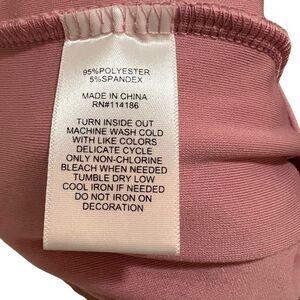 95%POLYESTER
5%SPANDEX
MADE IN CHINA
RN#114186
TURN INSIDE OUT
MACHINE WASH COLD
WITH LIKE COLORS
DELICATE CYCLE
ONLY NON-CHLORINE
BLEACH WHEN NEEDED
TUMBLE DRY LOW
COOL IRON IF NEEDED
DO NOT IRON ON
DECORATION